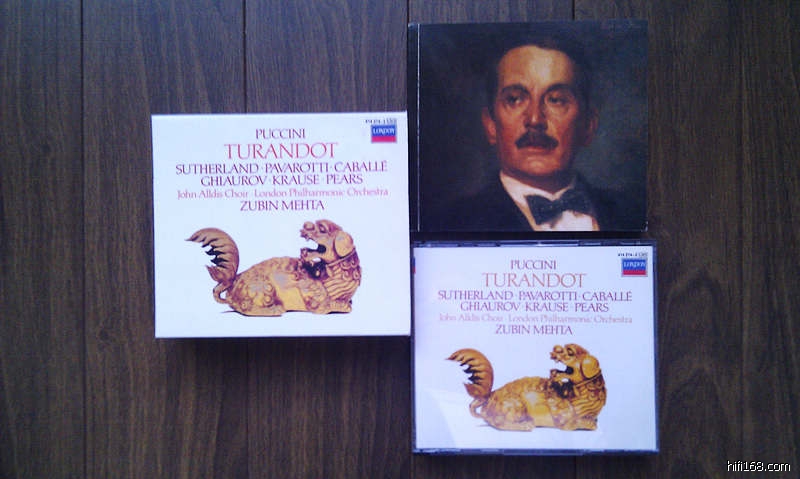 PUCCINI
TURANDOT
SUTHERLAND · PAVAROTTI · CABALLÉ
GHIAUROV · KRAUSE · PEARS
John Alldis Choir · London Philharmonic Orchestra
ZUBIN MEHTA
LONDON
PUCCINI
TURANDOT
SUTHERLAND · PAVAROTTI · CABALLÉ
GHIAUROV · KRAUSE · PEARS
John Alldis Choir · London Philharmonic Orchestra
ZUBIN MEHTA
LONDON
hifi168.com